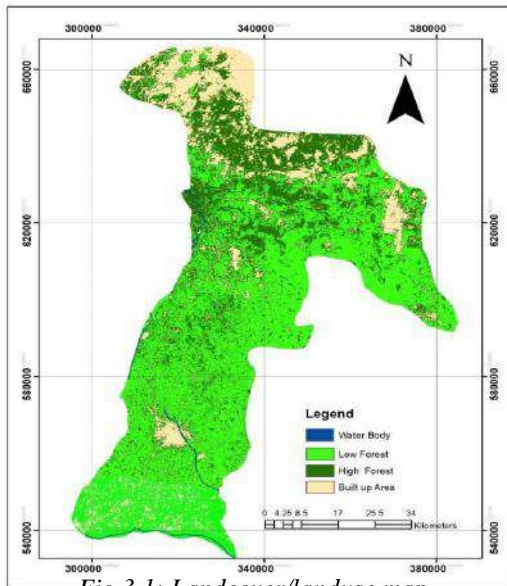 300000 340000 380000
N
660000 660000
620000 620000
580000 580000
540000 540000
Legend
Water Body
Low Forest
High Forest
Built up Area
0 4.25 8.5 17 25.5 34
Kilometers
300000 340000 380000
Fig 3.1: Landcover/landuse map